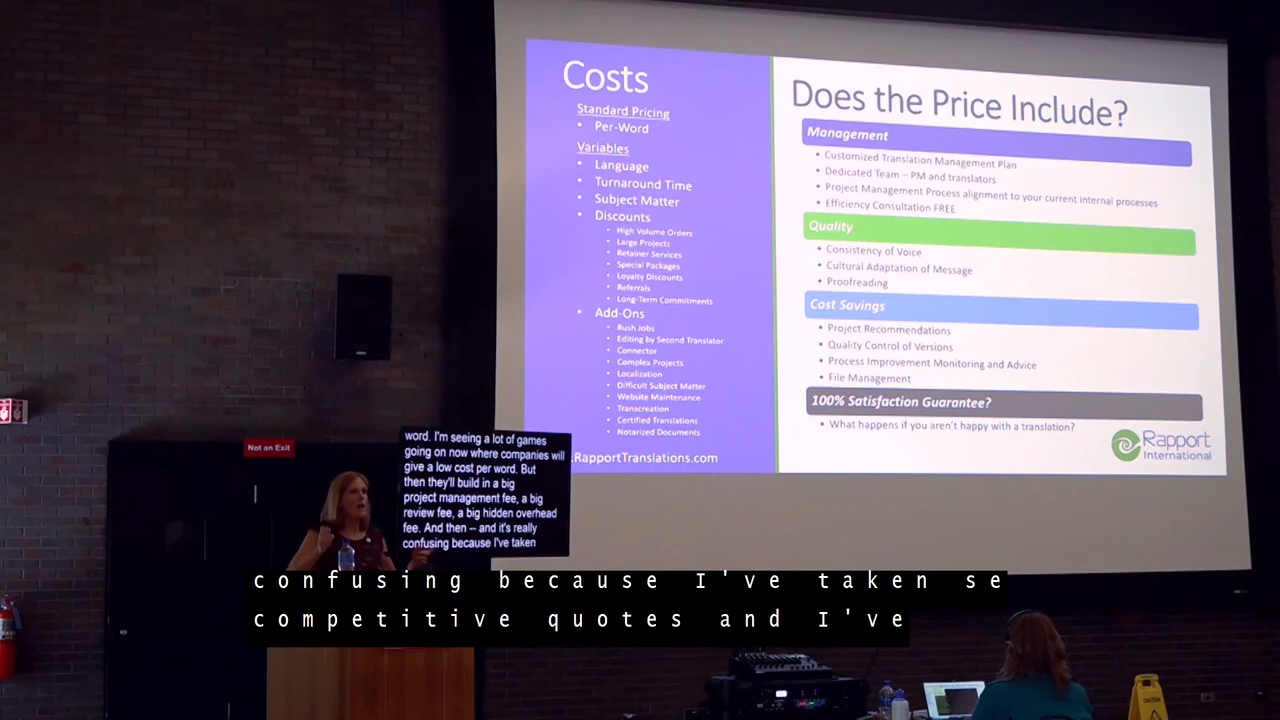 Costs
Standard Pricing
• Per-Word
Variables
• Language
• Turnaround Time
• Subject Matter
• Discounts
• High Volume Orders
• Large Projects
• Retainer Services
• Special Packages
• Loyalty Discounts
• Referrals
• Long-Term Commitments
• Add-Ons
• Rush Jobs
• Editing by Second Translator
• Connector
• Complex Projects
• Localization
• Difficult Subject Matter
• Website Maintenance
• Transcreation
• Certified Translations
• Notarized Documents
.RapportTranslations.com
Does the Price Include?
Management
• Customized Translation Management Plan
• Dedicated Team – PM and translators
• Project Management Process alignment to your current internal processes
• Efficiency Consultation FREE
Quality
• Consistency of Voice
• Cultural Adaptation of Message
• Proofreading
Cost Savings
• Project Recommendations
• Quality Control of Versions
• Process Improvement Monitoring and Advice
• File Management
100% Satisfaction Guarantee?
• What happens if you aren't happy with a translation?
Rapport
International
Not an Exit
word. I'm seeing a lot of games
going on now where companies will
give a low cost per word. But
then they'll build in a big
project management fee, a big
review fee, a big hidden overhead
fee. And then -- and it's really
confusing because I've taken
confusing because I've taken se
competitive quotes and I've
CAUTION